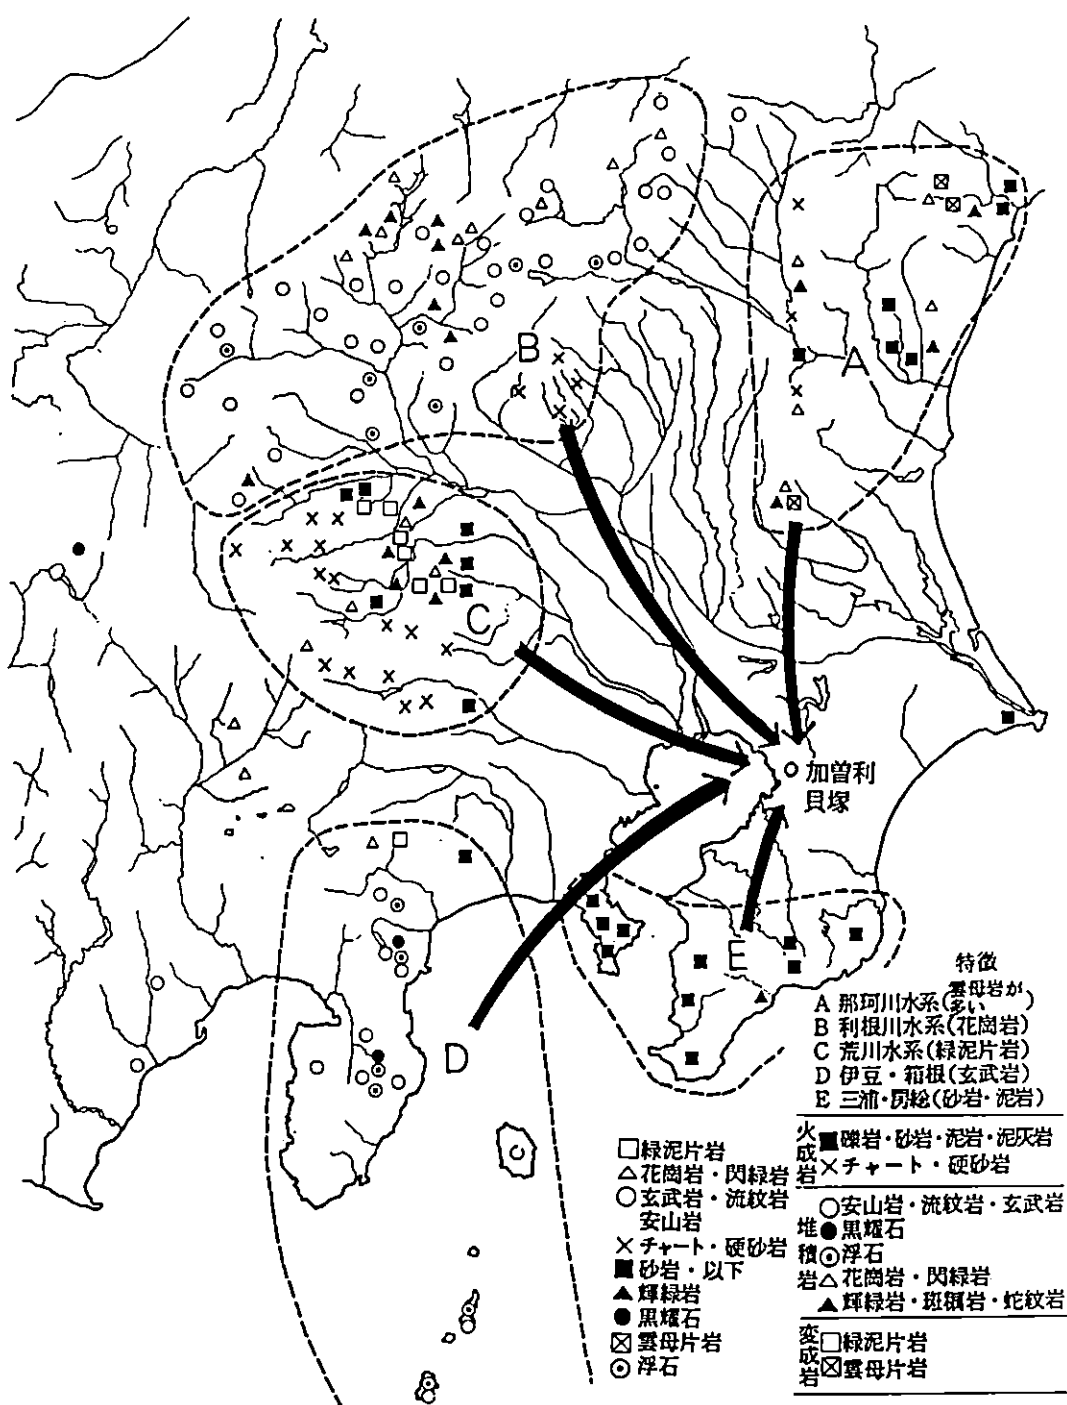 A
B
C
D
E
加曽利
貝塚
特徴
A 那珂川水系(雲母岩が多い)
B 利根川水系(花崗岩)
C 荒川水系(緑泥片岩)
D 伊豆・箱根(玄武岩)
E 三浦・房総(砂岩・泥岩)
□緑泥片岩
△花崗岩・閃緑岩
○玄武岩・流紋岩
安山岩
×チャート・硬砂岩
■砂岩・以下
▲輝緑岩
●黒耀石
⊠雲母片岩
⊙浮石
火成岩
■礫岩・砂岩・泥岩・泥灰岩
×チャート・硬砂岩
堆積岩
○安山岩・流紋岩・玄武岩
●黒耀石
⊙浮石
△花崗岩・閃緑岩
▲輝緑岩・斑糲岩・蛇紋岩
変成岩
□緑泥片岩
⊠雲母片岩